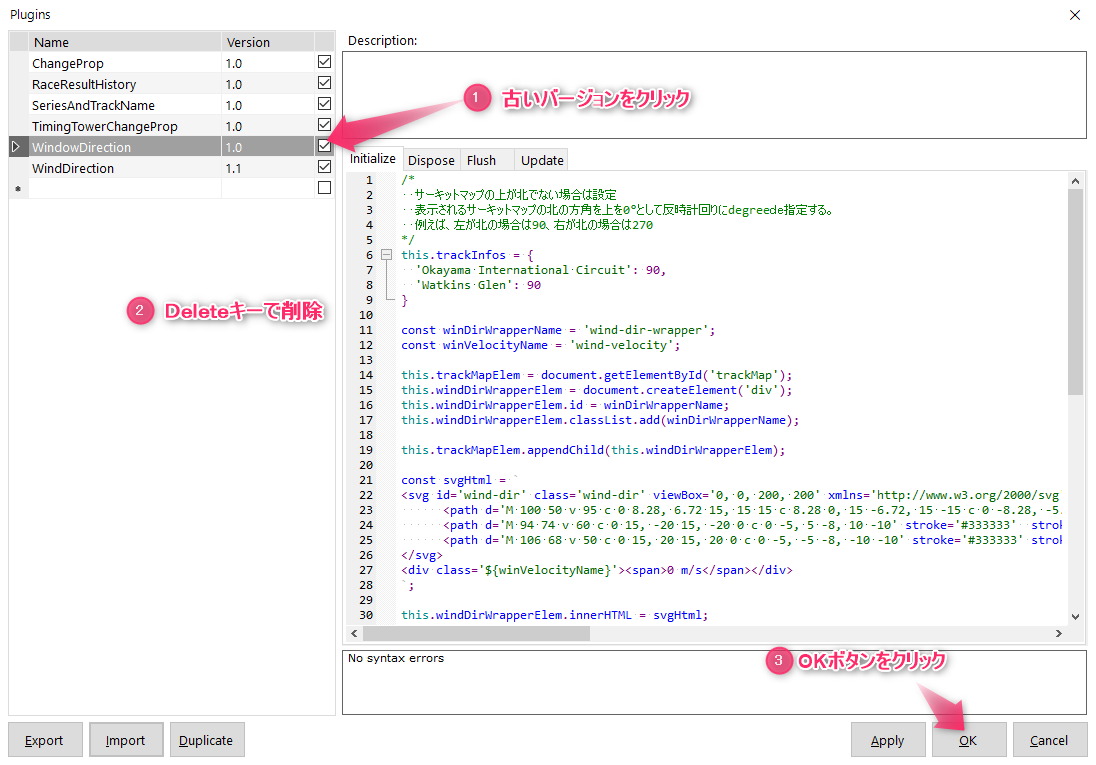 Plugins
Name Version
ChangeProp 1.0
RaceResultHistory 1.0
SeriesAndTrackName 1.0
TimingTowerChangeProp 1.0
WindowDirection 1.0
WindDirection 1.1
Description:
1 古いバージョンをクリック
2 Deleteキーで削除
Initialize Dispose Flush Update
1 /*
2 サーキットマップの上が北でない場合は設定
3 表示されるサーキットマップの北の方角を上を0°として反時計回りにdegreede指定する。
4 例えば、左が北の場合は90、右が北の場合は270
5 */
6 this.trackInfos = {
7 'Okayama International Circuit': 90,
8 'Watkins Glen': 90
9 }
10
11 const winDirWrapperName = 'wind-dir-wrapper';
12 const winVelocityName = 'wind-velocity';
13
14 this.trackMapElem = document.getElementById('trackMap');
15 this.windDirWrapperElem = document.createElement('div');
16 this.windDirWrapperElem.id = winDirWrapperName;
17 this.windDirWrapperElem.classList.add(winDirWrapperName);
18
19 this.trackMapElem.appendChild(this.windDirWrapperElem);
20
21 const svgHtml = `
22 <svg id='wind-dir' class='wind-dir' viewBox='0, 0, 200, 200' xmlns='http://www.w3.org/2000/svg
23 <path d='M 100 50 v 95 c 0 8.28, 6.72 15, 15 15 c 8.28 0, 15 -6.72, 15 -15 c 0 -8.28, -5.
24 <path d='M 94 74 v 60 c 0 15, -20 15, -20 0 c 0 -5, 5 -8, 10 -10' stroke='#333333' strok
25 <path d='M 106 68 v 50 c 0 15, 20 15, 20 0 c 0 -5, -5 -8, -10 -10' stroke='#333333' strok
26 </svg>
27 <div class='${winVelocityName}'><span>0 m/s</span></div>
28 `;
29
30 this.windDirWrapperElem.innerHTML = svgHtml;
No syntax errors
3 OKボタンをクリック
Export Import Duplicate Apply OK Cancel